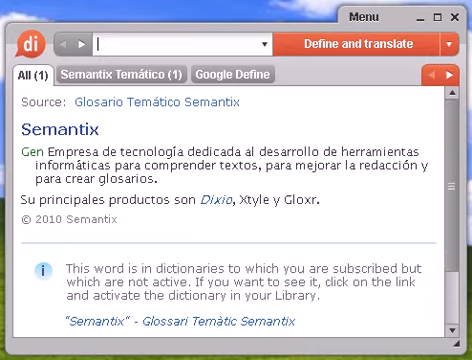 Menu
di
Define and translate
All (1) Semantix Temático (1) Google Define
Source: Glosario Temático Semantix
Semantix
Gen Empresa de tecnología dedicada al desarrollo de herramientas
informáticas para comprender textos, para mejorar la redacción y
para crear glosarios.
Su principales productos son Dixio, Xtyle y Gloxr.
© 2010 Semantix
i
This word is in dictionaries to which you are subscribed but
which are not active. If you want to see it, click on the link
and activate the dictionary in your Library.
"Semantix" - Glossari Temàtic Semantix